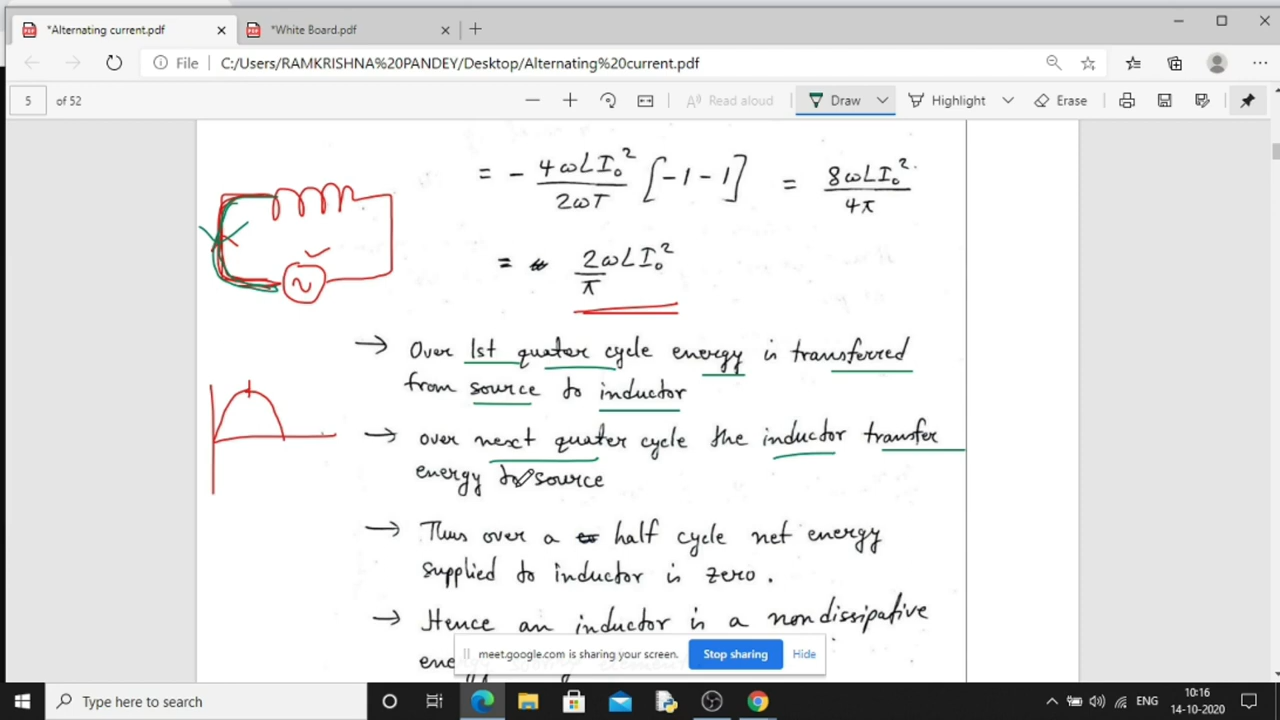 *Alternating current.pdf
*White Board.pdf
File
C:/Users/RAMKRISHNA%20PANDEY/Desktop/Alternating%20current.pdf
5 of 52
Read aloud
Draw
Highlight
Erase
= - 4ωLI₀² / 2ωT [-1-1] = 8ωLI₀² / 4π
= 2ωLI₀² / π
→ Over 1st quater cycle energy is transferred
from source to inductor
→ over next quater cycle the inductor transfer
energy to source
→ Thus over a half cycle net energy
supplied to inductor is zero.
→ Hence an inductor is a nondissipative
meet.google.com is sharing your screen.
Stop sharing
Hide
Type here to search
ENG
10:16
14-10-2020